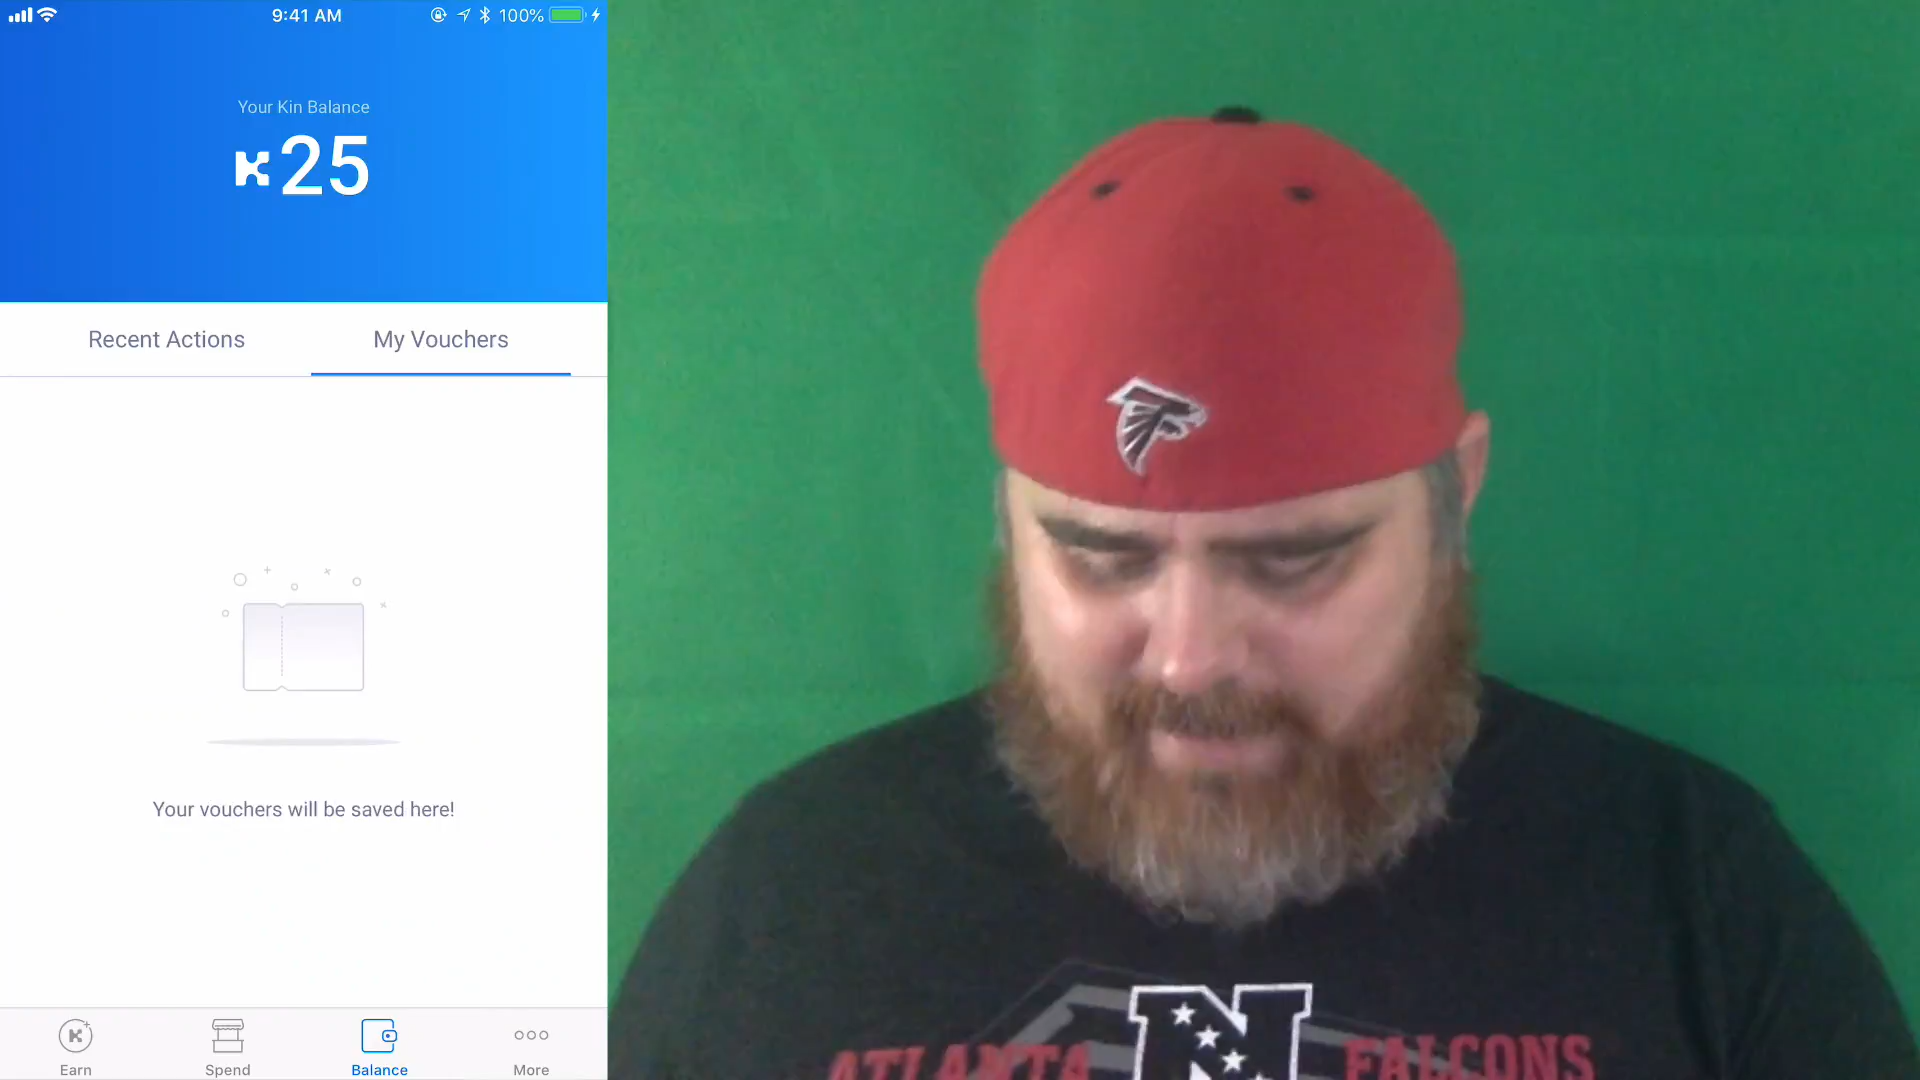 9:41 AM
100%
Your Kin Balance
25
Recent Actions
My Vouchers
Your vouchers will be saved here!
Earn
Spend
Balance
More
N
ATLANTA
FALCONS